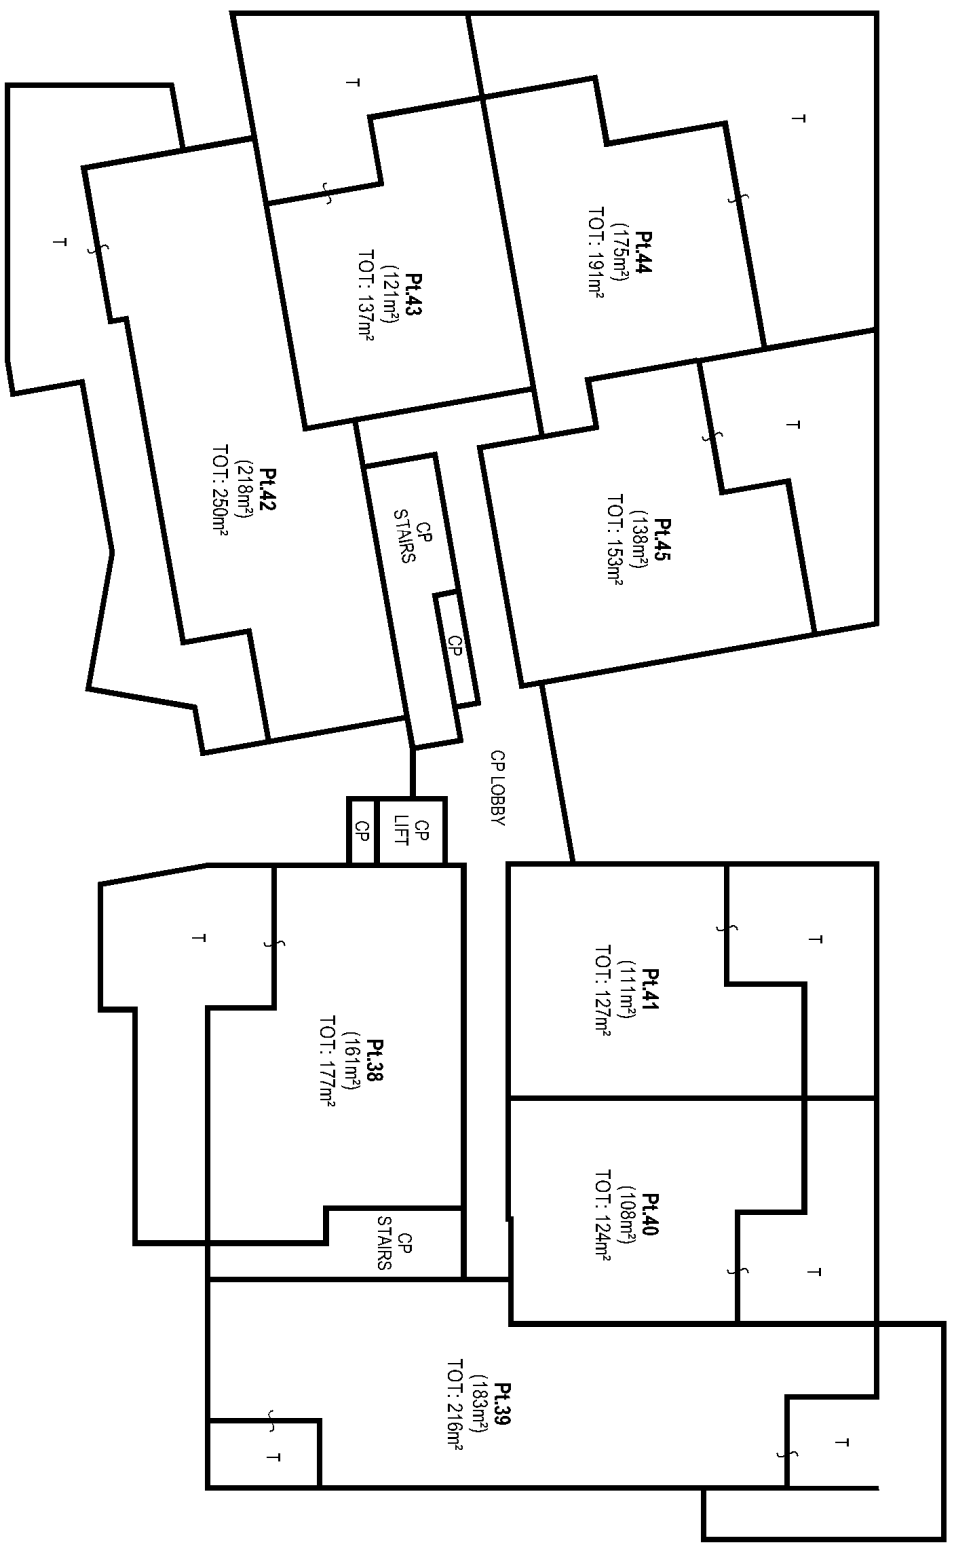 T
T
Pt.44
(175m²)
TOT: 191m²
T
Pt.43
(121m²)
TOT: 137m²
T
Pt.45
(138m²)
TOT: 153m²
Pt.42
(218m²)
TOT: 250m²
CP
STAIRS
CP
CP LOBBY
CP
LIFT
CP
T
Pt.41
(111m²)
TOT: 127m²
T
Pt.38
(161m²)
TOT: 177m²
T
Pt.40
(108m²)
TOT: 124m²
CP
STAIRS
T
Pt.39
(183m²)
TOT: 216m²
T